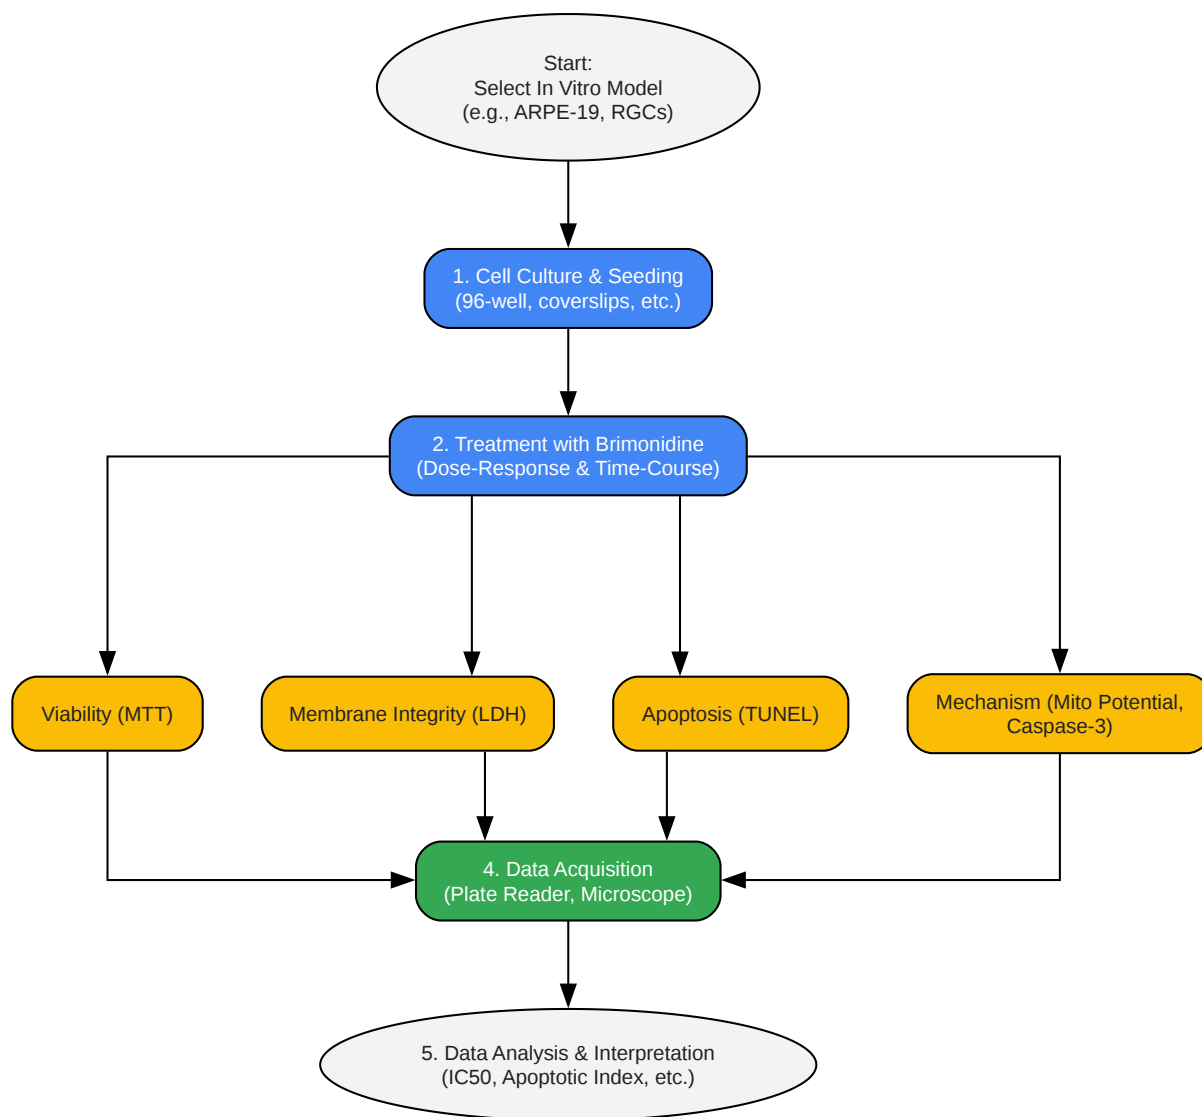 Start:
Select In Vitro Model
(e.g., ARPE-19, RGCs)
1. Cell Culture & Seeding
(96-well, coverslips, etc.)
2. Treatment with Brimonidine
(Dose-Response & Time-Course)
Viability (MTT)
Membrane Integrity (LDH)
Apoptosis (TUNEL)
Mechanism (Mito Potential,
Caspase-3)
4. Data Acquisition
(Plate Reader, Microscope)
5. Data Analysis & Interpretation
(IC50, Apoptotic Index, etc.)